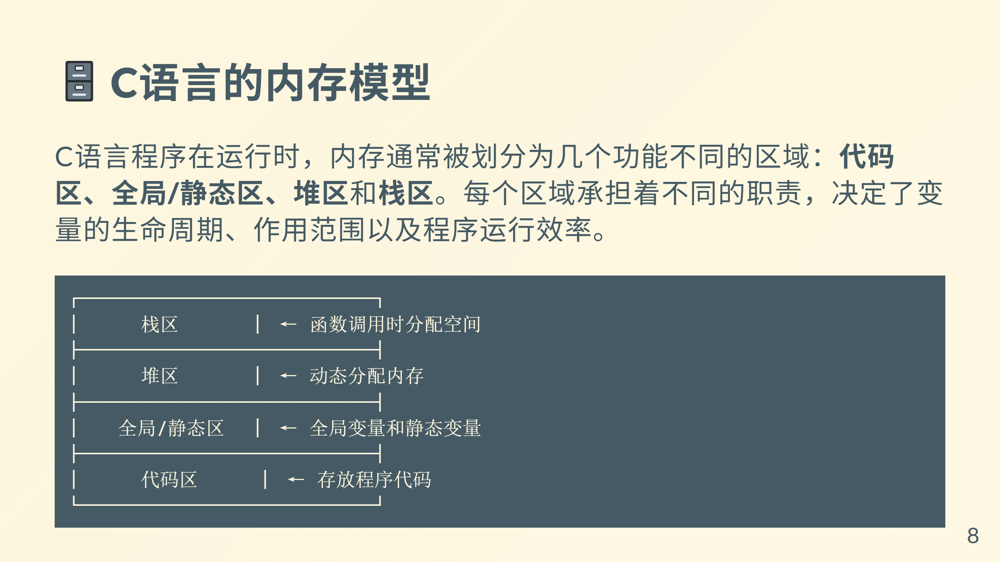 🗄️ C语言的内存模型
C语言程序在运行时，内存通常被划分为几个功能不同的区域：代码
区、全局/静态区、堆区和栈区。每个区域承担着不同的职责，决定了变
量的生命周期、作用范围以及程序运行效率。
栈区 ← 函数调用时分配空间
堆区 ← 动态分配内存
全局/静态区 ← 全局变量和静态变量
代码区 ← 存放程序代码
8